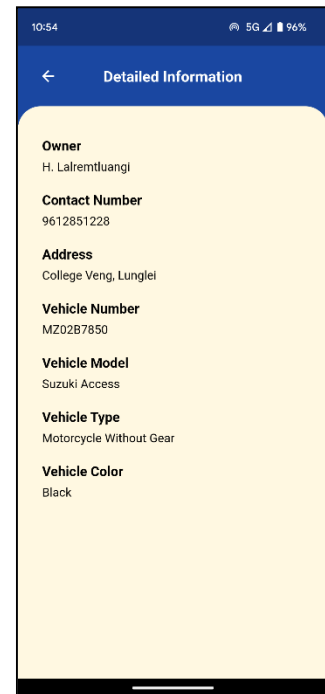 10:54 5G 96%
Detailed Information
Owner
H. Lalremtluangi
Contact Number
9612851228
Address
College Veng, Lunglei
Vehicle Number
MZ02B7850
Vehicle Model
Suzuki Access
Vehicle Type
Motorcycle Without Gear
Vehicle Color
Black